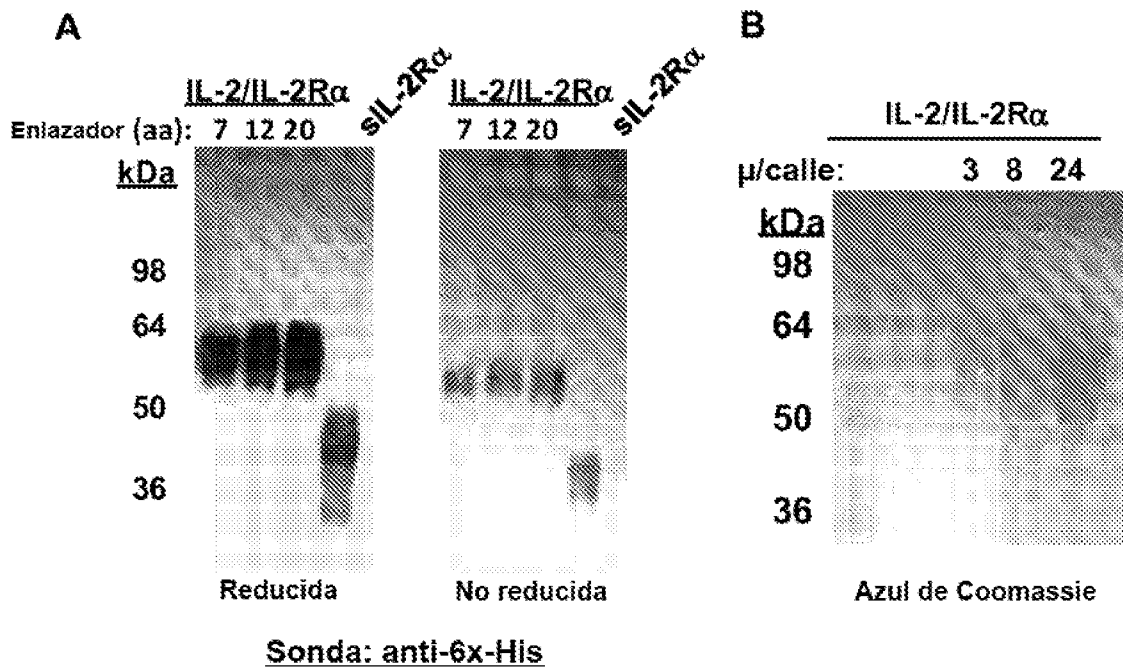 A
IL-2/IL-2Rα
sIL-2Rα
IL-2/IL-2Rα
sIL-2Rα
Enlazador (aa): 7 12 20
7 12 20
kDa
98
64
50
36
Reducida
No reducida
Sonda: anti-6x-His
B
IL-2/IL-2Rα
μ/calle: 3 8 24
kDa
98
64
50
36
Azul de Coomassie